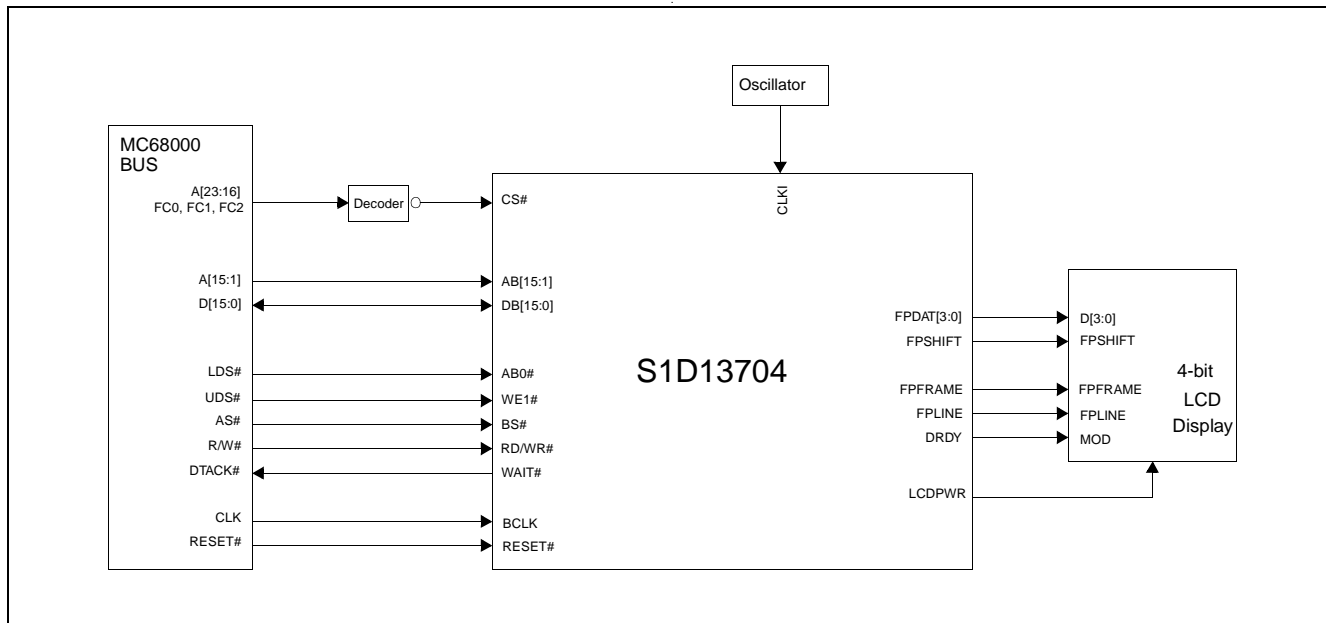 Oscillator
MC68000
BUS
A[23:16]
FC0, FC1, FC2
Decoder
CS#
CLKI
A[15:1]
AB[15:1]
D[15:0]
DB[15:0]
FPDAT[3:0]
D[3:0]
FPSHIFT
FPSHIFT
S1D13704
4-bit
LCD
Display
LDS#
AB0#
UDS#
WE1#
FPFRAME
FPFRAME
AS#
BS#
FPLINE
FPLINE
R/W#
RD/WR#
DRDY
MOD
DTACK#
WAIT#
LCDPWR
CLK
BCLK
RESET#
RESET#